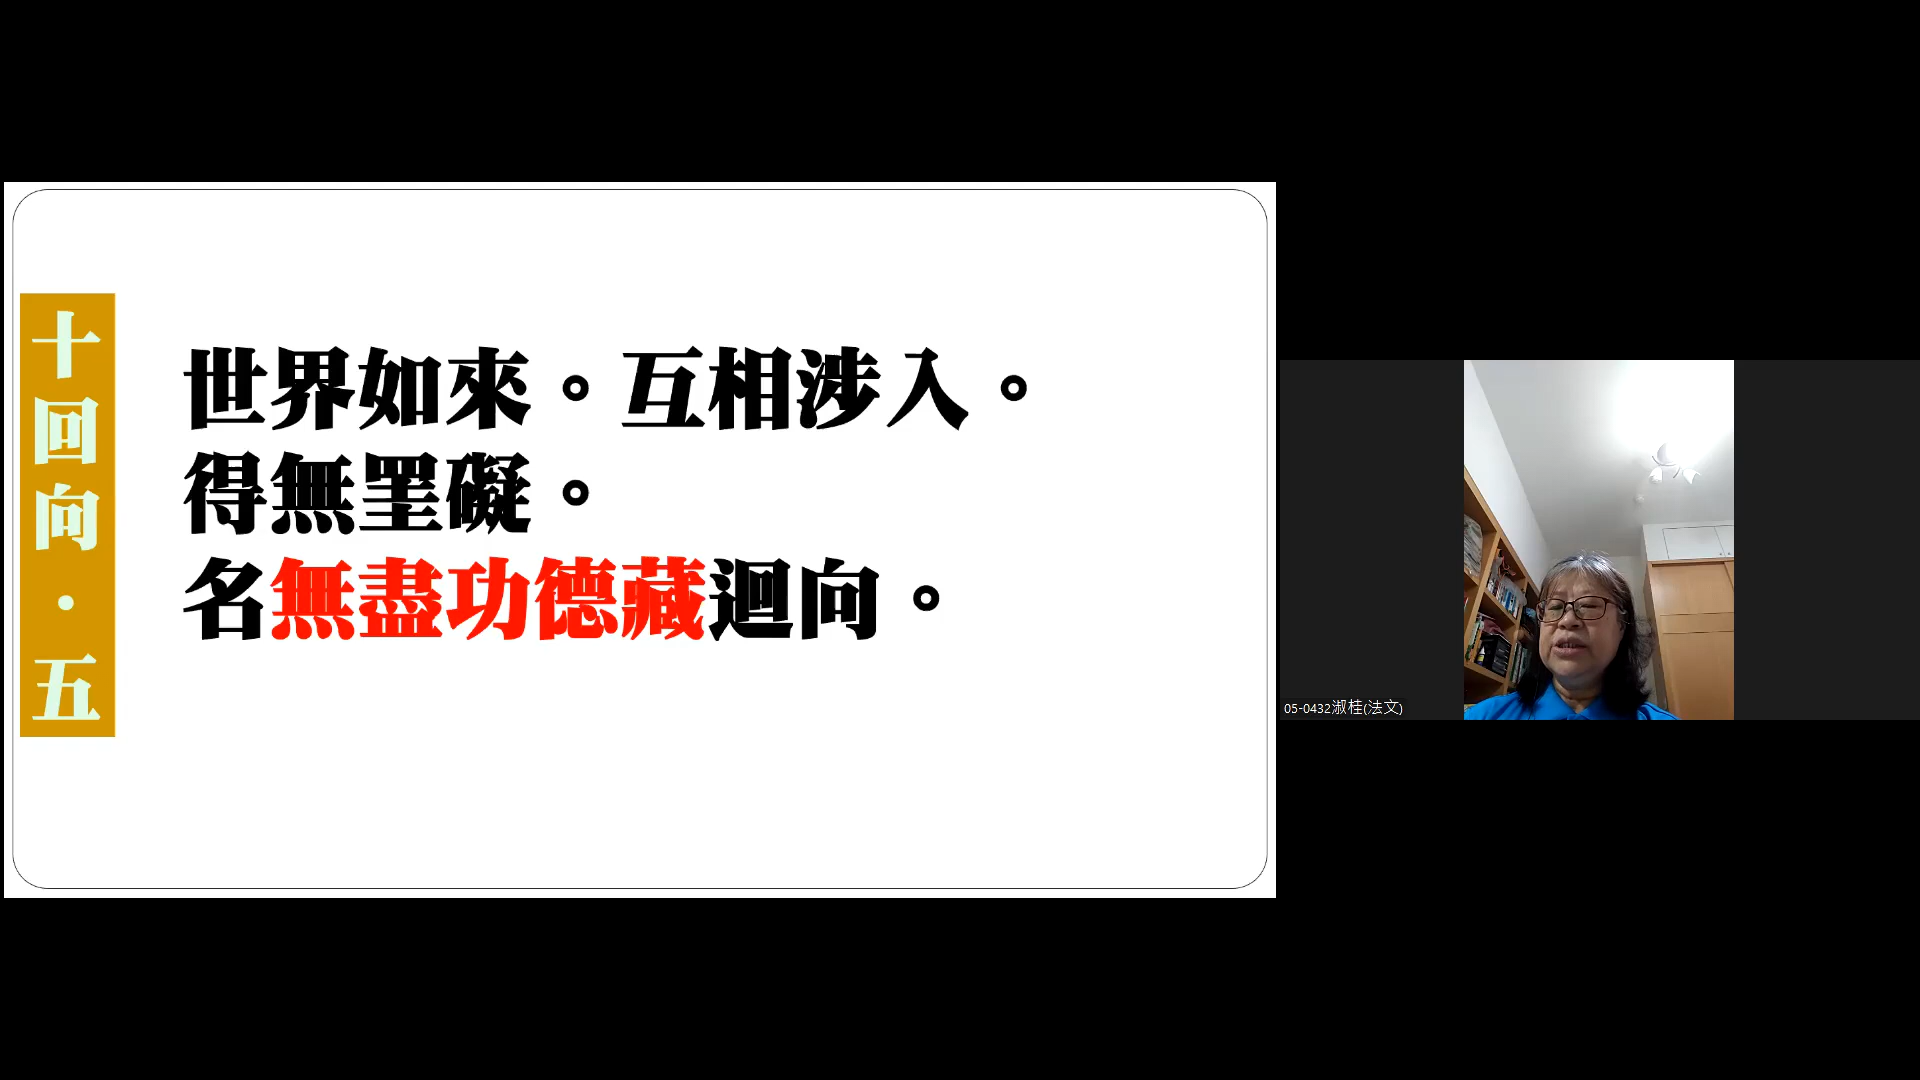 十回向・五
世界如來。互相涉入。
得無罣礙。
名無盡功德藏迴向。
05-0432淑桂(法文)